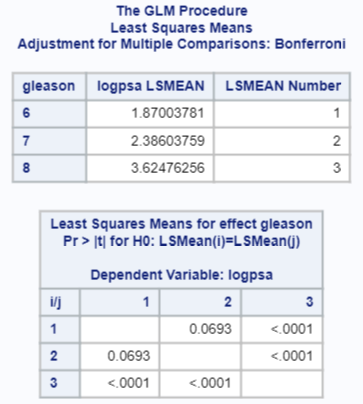 The GLM Procedure
Least Squares Means
Adjustment for Multiple Comparisons: Bonferroni
gleason logpsa LSMEAN LSMEAN Number
6 1.87003781 1
7 2.38603759 2
8 3.62476256 3
Least Squares Means for effect gleason
Pr > |t| for H0: LSMean(i)=LSMean(j)
Dependent Variable: logpsa
i/j 1 2 3
1 0.0693 <.0001
2 0.0693 <.0001
3 <.0001 <.0001